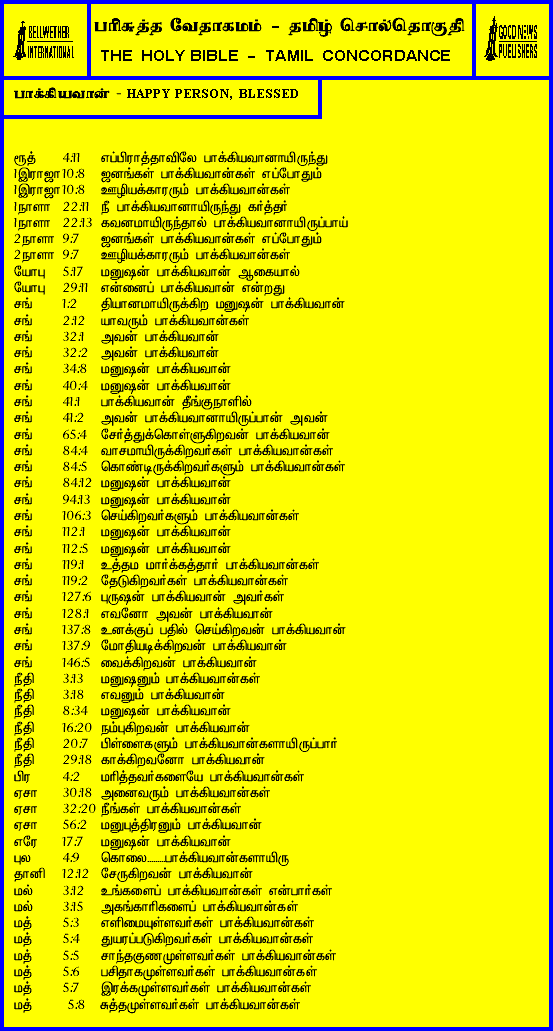 BELLWETHER
INTERNATIONAL
பரிசுத்த வேதாகமம் - தமிழ் சொல்தொகுதி
THE HOLY BIBLE - TAMIL CONCORDANCE
GOOD NEWS
PUBLISHERS
பாக்கியவான் - HAPPY PERSON, BLESSED
ரூத் 4:11 எப்பிராத்தாவிலே பாக்கியவானாயிருந்து
1இராஜா 10:8 ஜனங்கள் பாக்கியவான்கள் எப்போதும்
1இராஜா 10:8 ஊழியக்காரரும் பாக்கியவான்கள்
1நாளா 22:11 நீ பாக்கியவானாயிருந்து கர்த்தர்
1நாளா 22:13 கவனமாயிருந்தால் பாக்கியவானாயிருப்பாய்
2நாளா 9:7 ஜனங்கள் பாக்கியவான்கள் எப்போதும்
2நாளா 9:7 ஊழியக்காரரும் பாக்கியவான்கள்
யோபு 5:17 மனுஷன் பாக்கியவான் ஆகையால்
யோபு 29:11 என்னைப் பாக்கியவான் என்றது
சங் 1:2 தியானமாயிருக்கிற மனுஷன் பாக்கியவான்
சங் 2:12 யாவரும் பாக்கியவான்கள்
சங் 32:1 அவன் பாக்கியவான்
சங் 32:2 அவன் பாக்கியவான்
சங் 34:8 மனுஷன் பாக்கியவான்
சங் 40:4 மனுஷன் பாக்கியவான்
சங் 41:1 பாக்கியவான் தீங்குநாளில்
சங் 41:2 அவன் பாக்கியவானாயிருப்பான் அவன்
சங் 65:4 சேர்த்துக்கொள்ளுகிறவன் பாக்கியவான்
சங் 84:4 வாசமாயிருக்கிறவர்கள் பாக்கியவான்கள்
சங் 84:5 கொண்டிருக்கிறவர்களும் பாக்கியவான்கள்
சங் 84:12 மனுஷன் பாக்கியவான்
சங் 94:13 மனுஷன் பாக்கியவான்
சங் 106:3 செய்கிறவர்களும் பாக்கியவான்கள்
சங் 112:1 மனுஷன் பாக்கியவான்
சங் 112:5 மனுஷன் பாக்கியவான்
சங் 119:1 உத்தம மார்க்கத்தார் பாக்கியவான்கள்
சங் 119:2 தேடுகிறவர்கள் பாக்கியவான்கள்
சங் 127:6 புருஷன் பாக்கியவான் அவர்கள்
சங் 128:1 எவனோ அவன் பாக்கியவான்
சங் 137:8 உனக்குப் பதில் செய்கிறவன் பாக்கியவான்
சங் 137:9 மோதியடிக்கிறவன் பாக்கியவான்
சங் 146:5 வைக்கிறவன் பாக்கியவான்
நீதி 3:13 மனுஷனும் பாக்கியவான்கள்
நீதி 3:18 எவனும் பாக்கியவான்
நீதி 8:34 மனுஷன் பாக்கியவான்
நீதி 16:20 நம்புகிறவன் பாக்கியவான்
நீதி 20:7 பிள்ளைகளும் பாக்கியவான்களாயிருப்பார்
நீதி 29:18 காக்கிறவனோ பாக்கியவான்
பிர 4:2 மரித்தவர்களையே பாக்கியவான்கள்
ஏசா 30:18 அனைவரும் பாக்கியவான்கள்
ஏசா 32:20 நீங்கள் பாக்கியவான்கள்
ஏசா 56:2 மனுபுத்திரனும் பாக்கியவான்
எரே 17:7 மனுஷன் பாக்கியவான்
புல 4:9 கொலை........பாக்கியவான்களாயிரு
தானி 12:12 சேருகிறவன் பாக்கியவான்
மல் 3:12 உங்களைப் பாக்கியவான்கள் என்பார்கள்
மல் 3:15 அகங்காரிகளைப் பாக்கியவான்கள்
மத் 5:3 எளிமையுள்ளவர்கள் பாக்கியவான்கள்
மத் 5:4 துயரப்படுகிறவர்கள் பாக்கியவான்கள்
மத் 5:5 சாந்தகுணமுள்ளவர்கள் பாக்கியவான்கள்
மத் 5:6 பசிதாகமுள்ளவர்கள் பாக்கியவான்கள்
மத் 5:7 இரக்கமுள்ளவர்கள் பாக்கியவான்கள்
மத் 5:8 சுத்தமுள்ளவர்கள் பாக்கியவான்கள்